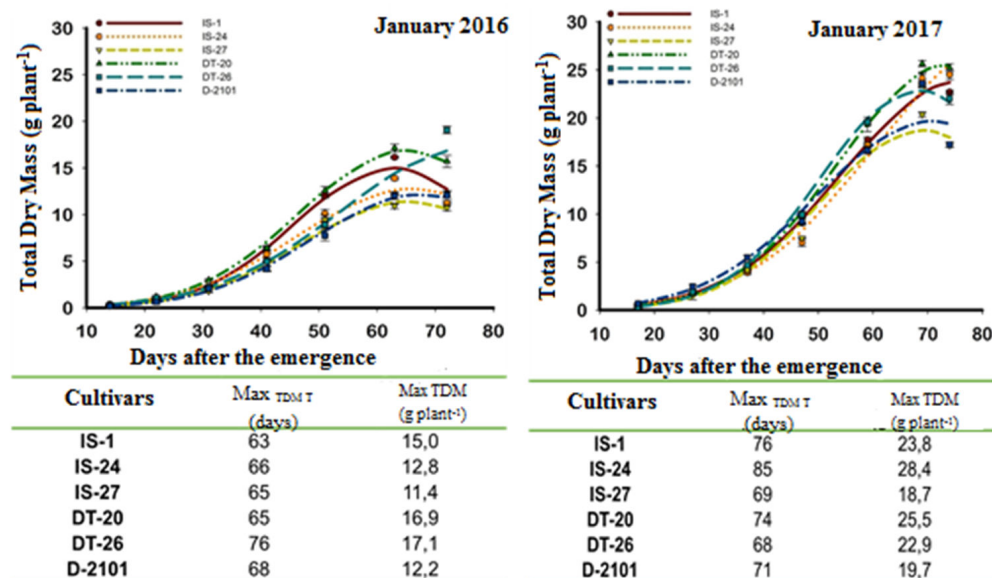 January 2016
IS-1
IS-24
IS-27
DT-20
DT-26
D-2101
Total Dry Mass (g plant⁻¹)
30
25
20
15
10
5
0
10 20 30 40 50 60 70 80
Days after the emergence
Cultivars Max TDM T (days) Max TDM (g plant⁻¹)
IS-1 63 15,0
IS-24 66 12,8
IS-27 65 11,4
DT-20 65 16,9
DT-26 76 17,1
D-2101 68 12,2
January 2017
IS-1
IS-24
IS-27
DT-20
DT-26
D-2101
Total Dry Mass (g plant⁻¹)
30
25
20
15
10
5
0
10 20 30 40 50 60 70 80
Days after the emergence
Cultivars Max TDM T (days) Max TDM (g plant⁻¹)
IS-1 76 23,8
IS-24 85 28,4
IS-27 69 18,7
DT-20 74 25,5
DT-26 68 22,9
D-2101 71 19,7